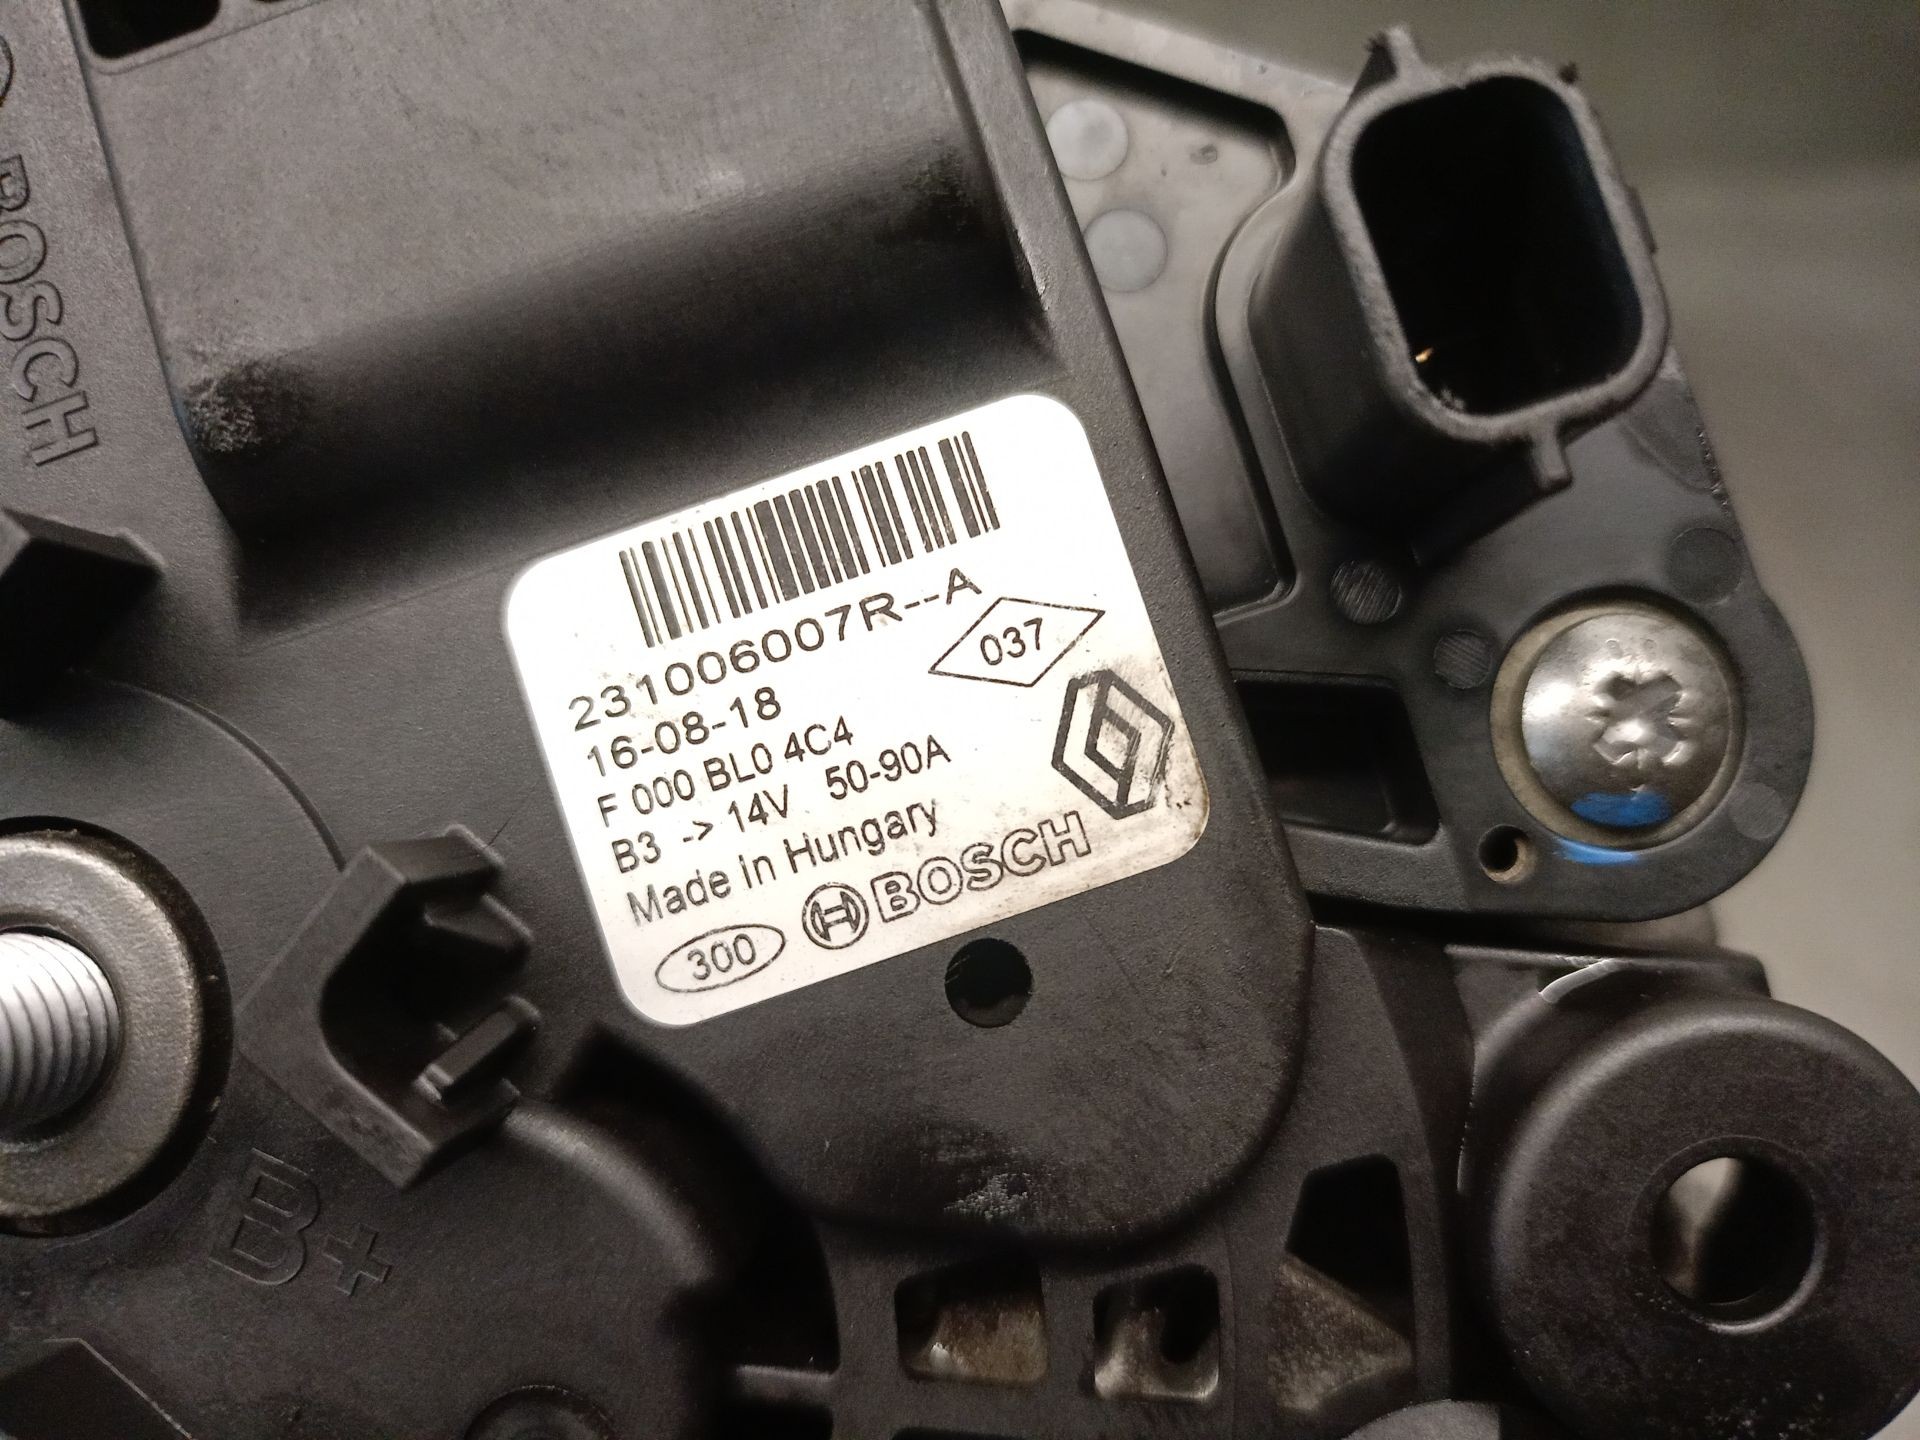 BOSCH
231006007R--A
037
16-08-18
F 000 BL0 4C4
B3 -> 14V 50-90A
Made in Hungary
300 BOSCH
B+